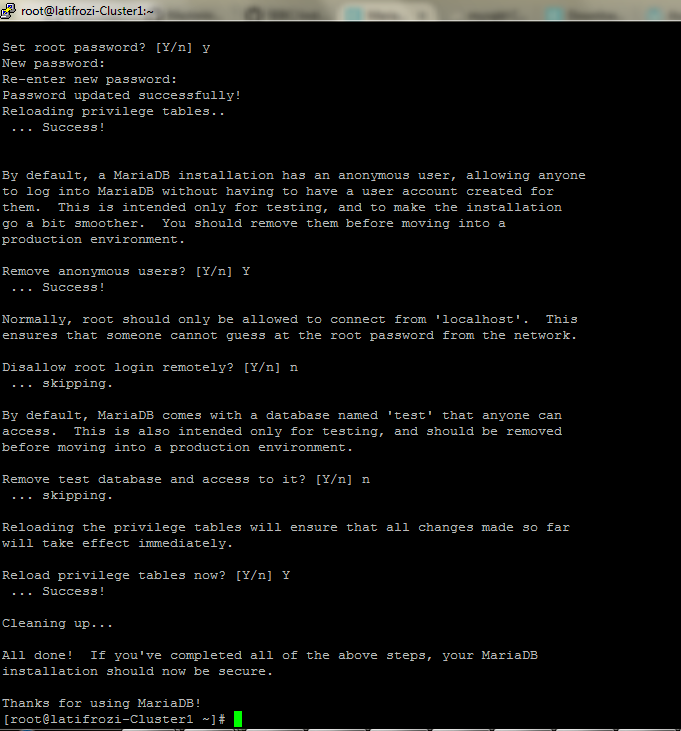 root@latifrozi-Cluster1:~
Set root password? [Y/n] y
New password:
Re-enter new password:
Password updated successfully!
Reloading privilege tables..
 ... Success!
By default, a MariaDB installation has an anonymous user, allowing anyone
to log into MariaDB without having to have a user account created for
them.  This is intended only for testing, and to make the installation
go a bit smoother.  You should remove them before moving into a
production environment.
Remove anonymous users? [Y/n] Y
 ... Success!
Normally, root should only be allowed to connect from 'localhost'.  This
ensures that someone cannot guess at the root password from the network.
Disallow root login remotely? [Y/n] n
 ... skipping.
By default, MariaDB comes with a database named 'test' that anyone can
access.  This is also intended only for testing, and should be removed
before moving into a production environment.
Remove test database and access to it? [Y/n] n
 ... skipping.
Reloading the privilege tables will ensure that all changes made so far
will take effect immediately.
Reload privilege tables now? [Y/n] Y
 ... Success!
Cleaning up...
All done!  If you've completed all of the above steps, your MariaDB
installation should now be secure.
Thanks for using MariaDB!
[root@latifrozi-Cluster1 ~]#